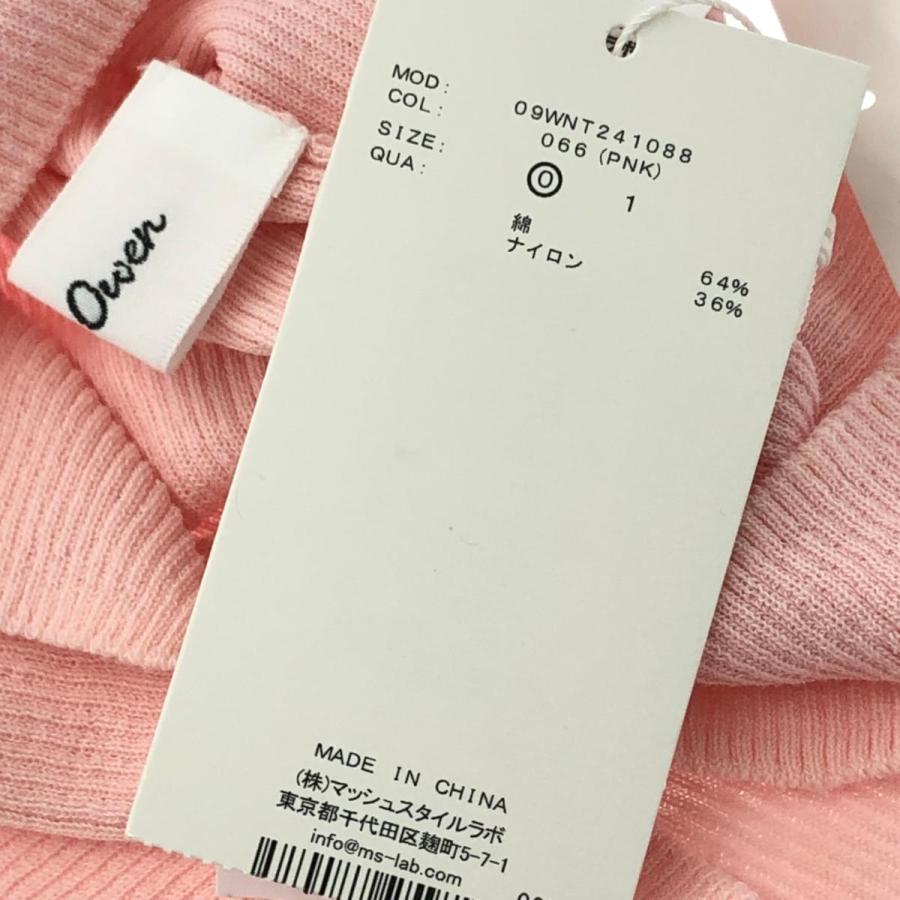 Owen
MOD: 09WNT241088
COL: 066 (PNK)
SIZE: 0 1
QUA: 綿 64%
ナイロン 36%
MADE IN CHINA
(株)マッシュスタイルラボ
東京都千代田区麹町5-7-1
info@ms-lab.com